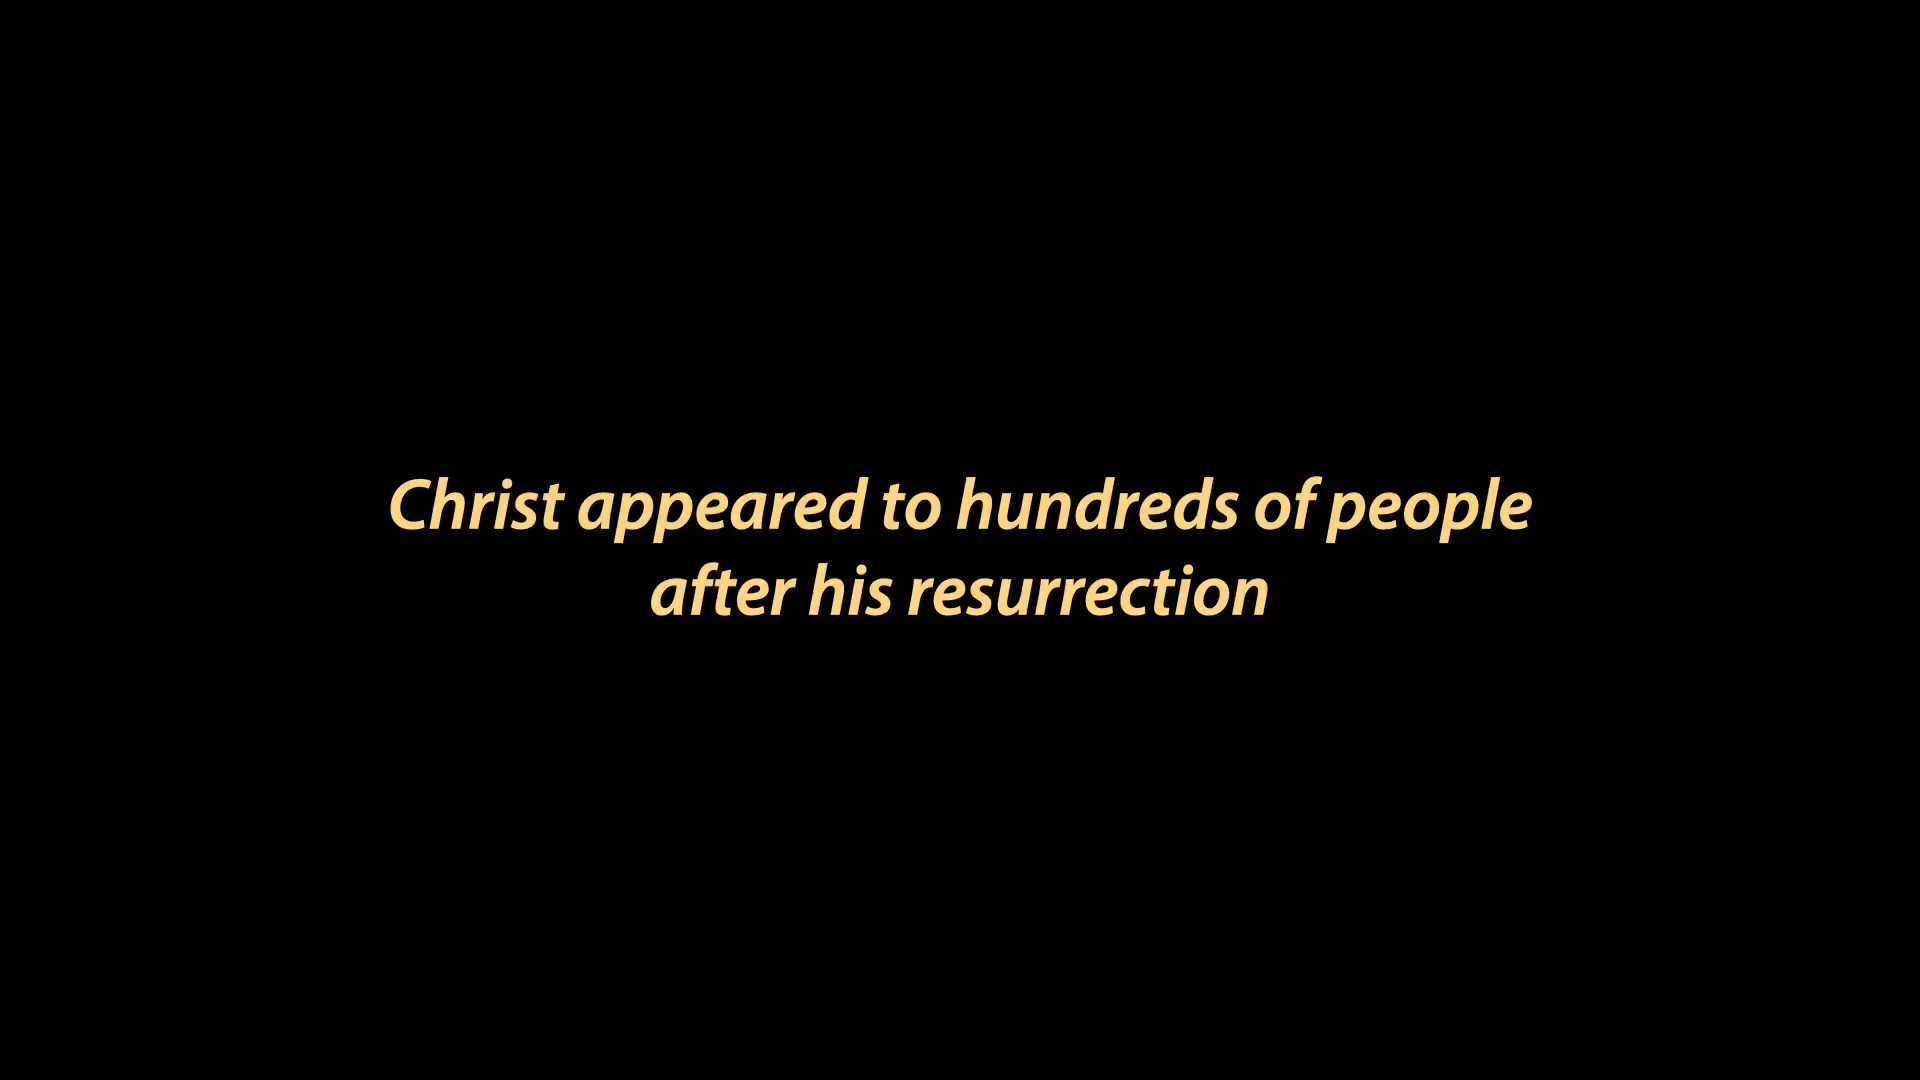 Christ appeared to hundreds of people
after his resurrection